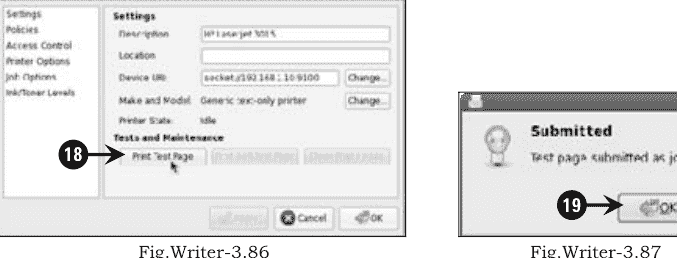 Settings
Policies
Access Control
Printer Options
Job Options
Ink/Toner Levels
Settings
Description HP LaserJet 3015
Location
Device URI socket://192.168.1.10:9100 Change...
Make and Model Generic text-only printer Change...
Printer State: Idle
Tests and Maintenance
18 Print Test Page
Cancel OK
Fig.Writer-3.86
Submitted
Test page submitted as
19 OK
Fig.Writer-3.87